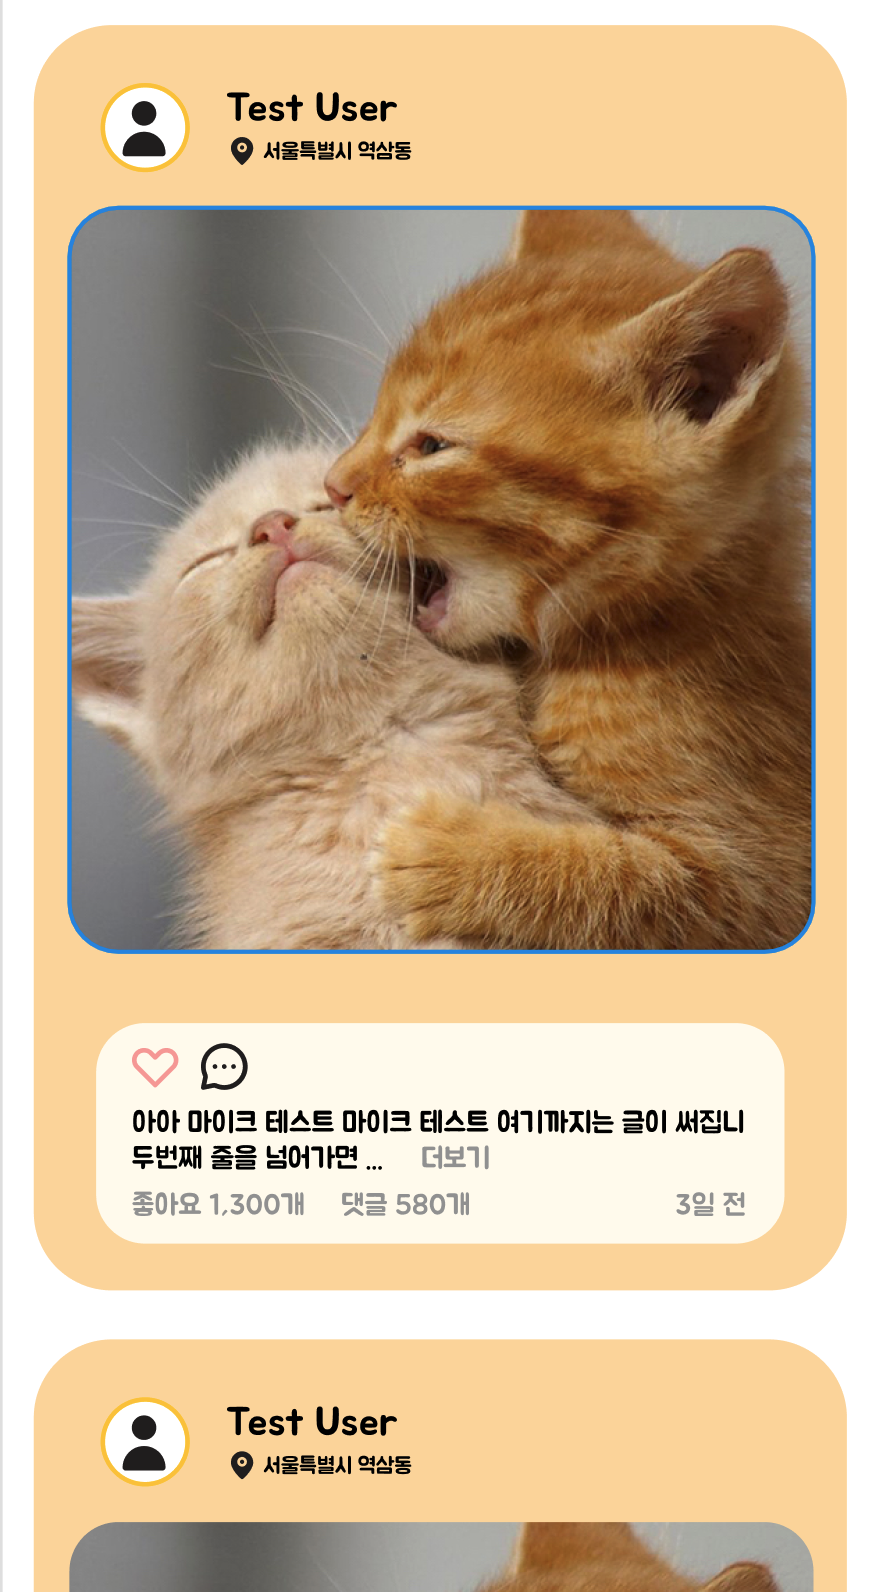 Test User
서울특별시 역삼동
아아 마이크 테스트 마이크 테스트 여기까지는 글이 써집니
두번째 줄을 넘어가면 ... 더보기
좋아요 1,300개 댓글 580개 3일 전
Test User
서울특별시 역삼동